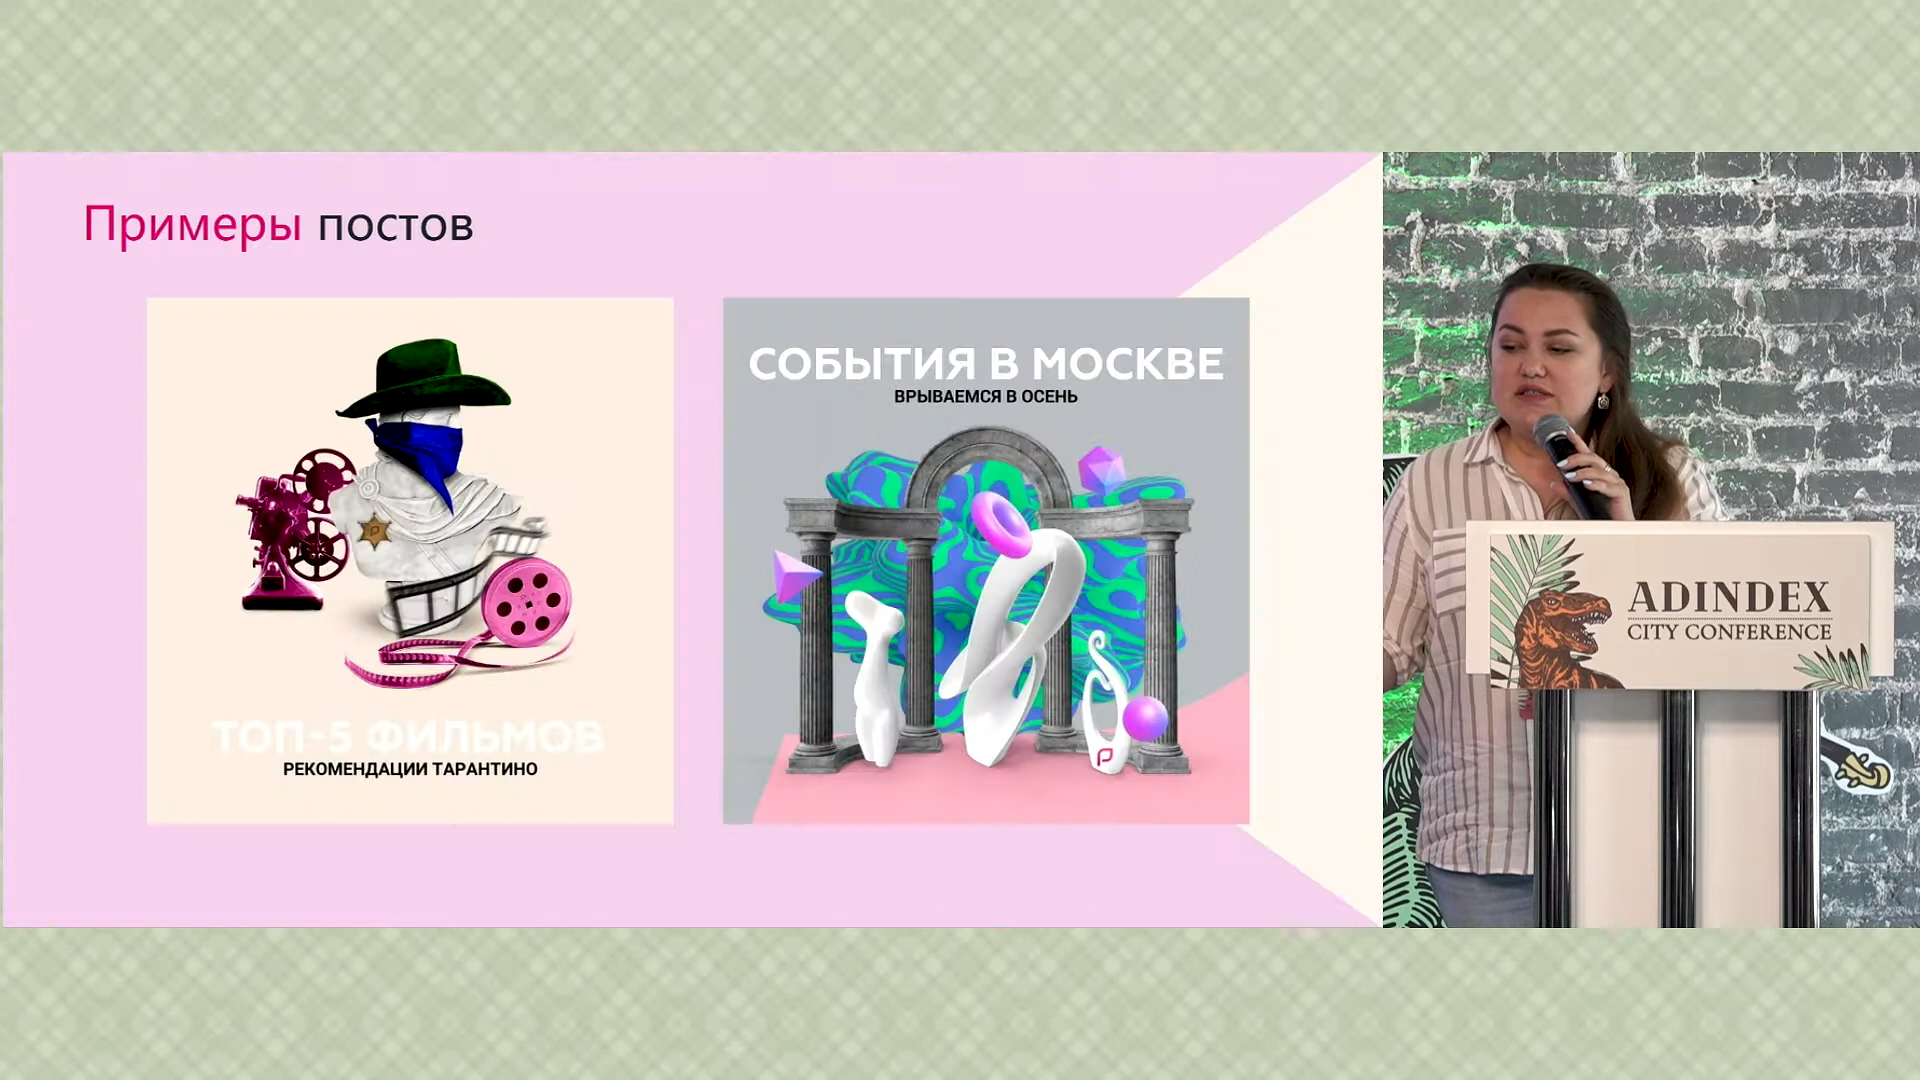 Примеры постов
ТОП-5 ФИЛЬМОВ
РЕКОМЕНДАЦИИ ТАРАНТИНО
СОБЫТИЯ В МОСКВЕ
ВРЫВАЕМСЯ В ОСЕНЬ
ADINDEX
CITY CONFERENCE